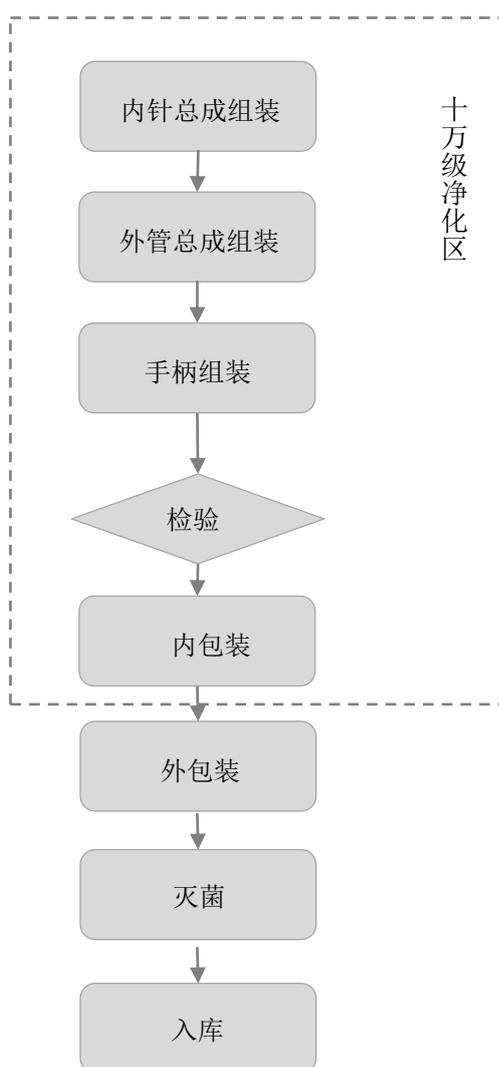 内针总成组装
十万级净化区
外管总成组装
手柄组装
检验
内包装
外包装
灭菌
入库